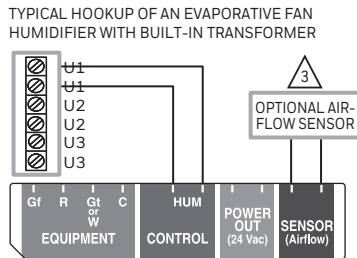 TYPICAL HOOKUP OF AN EVAPORATIVE FAN
HUMIDIFIER WITH BUILT-IN TRANSFORMER
U1
U1
U2
U2
U3
U3
3
OPTIONAL AIR-
FLOW SENSOR
Gf R Gt or W C
EQUIPMENT
HUM
CONTROL
POWER
OUT
(24 Vac)
SENSOR
(Airflow)